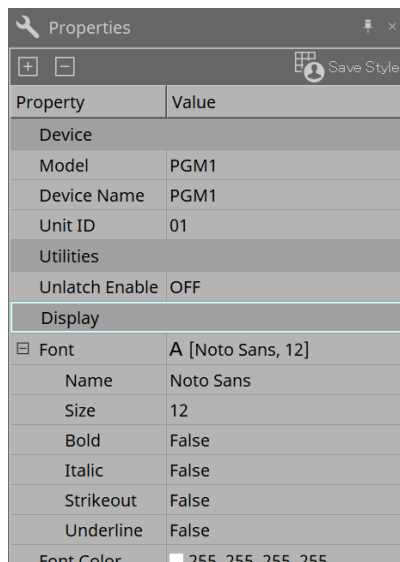 Properties
Save Style
Property Value
Device
Model PGM1
Device Name PGM1
Unit ID 01
Utilities
Unlatch Enable OFF
Display
Font A [Noto Sans, 12]
Name Noto Sans
Size 12
Bold False
Italic False
Strikeout False
Underline False
Font Color 255, 255, 255, 255